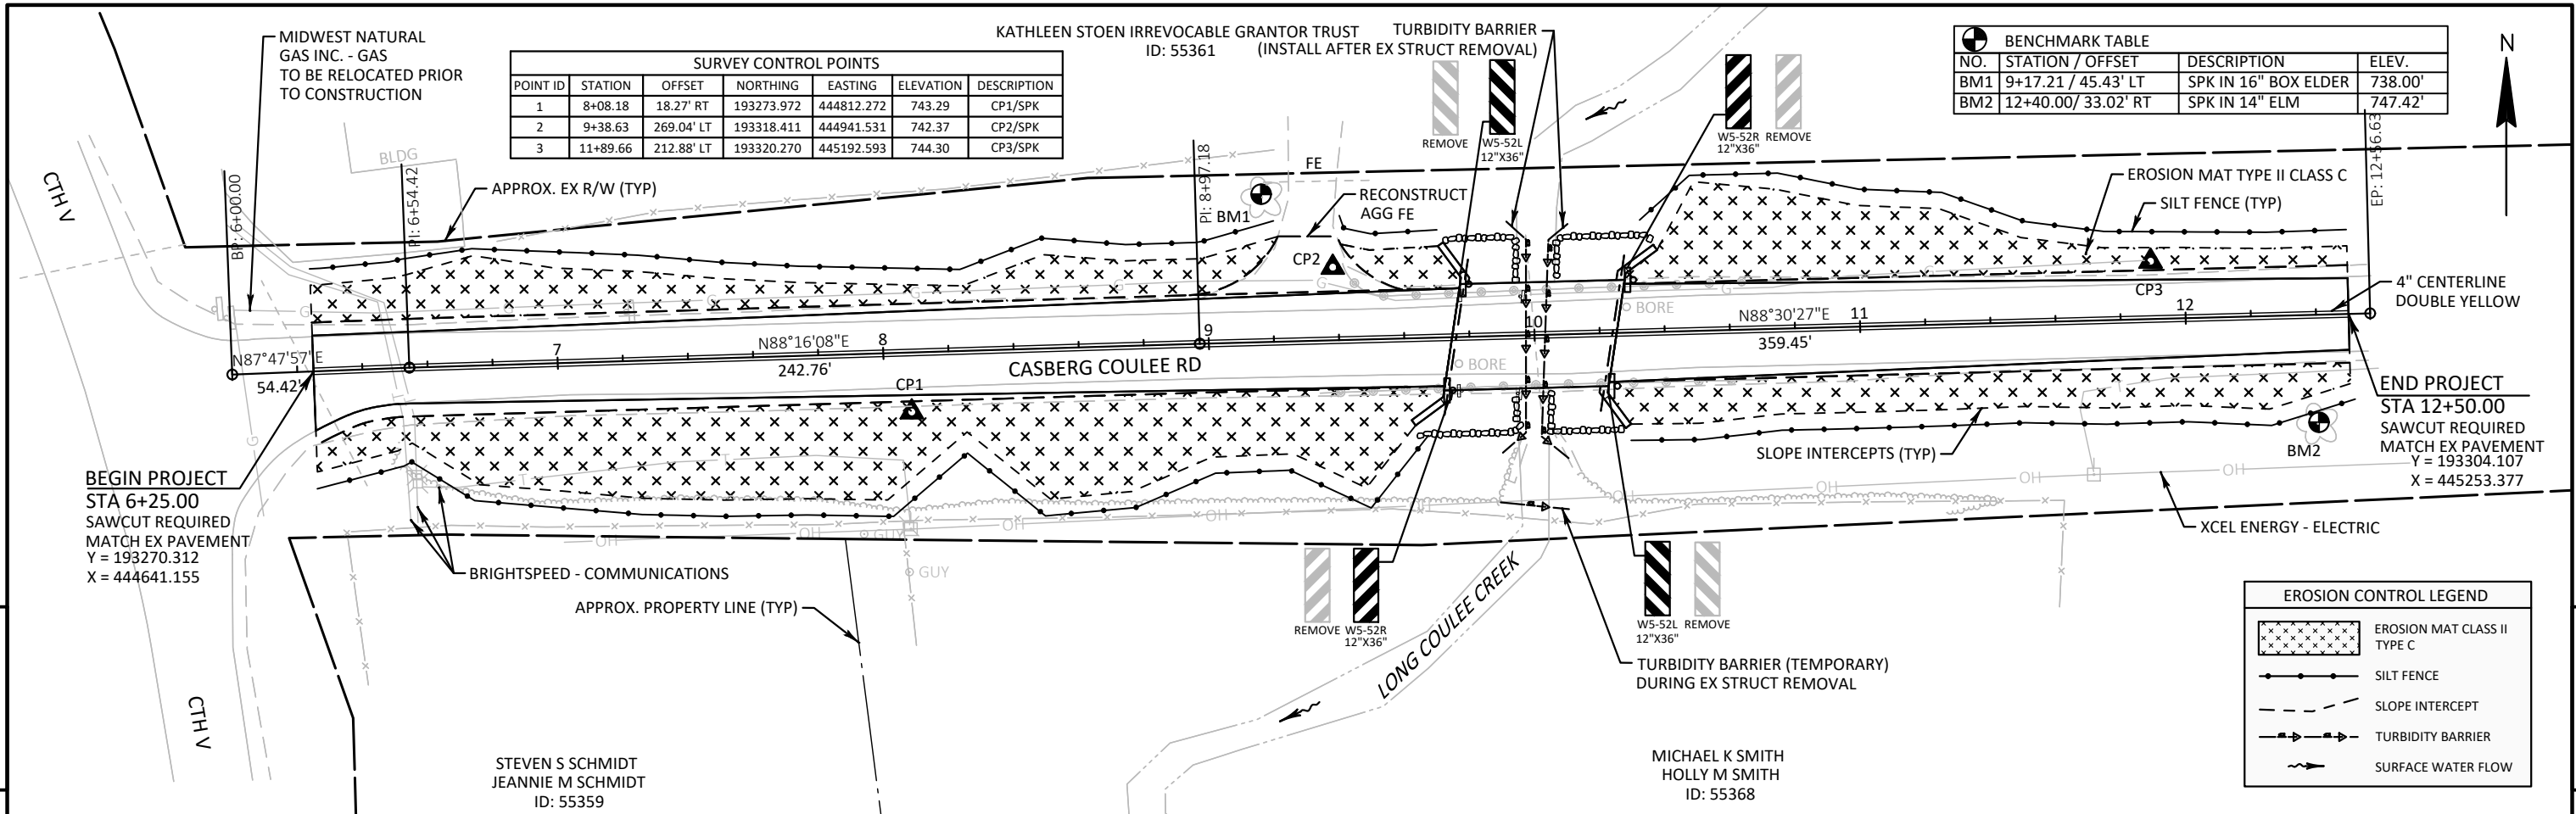 MIDWEST NATURAL
GAS INC. - GAS
TO BE RELOCATED PRIOR
TO CONSTRUCTION
SURVEY CONTROL POINTS
POINT ID STATION OFFSET NORTHING EASTING ELEVATION DESCRIPTION
1 8+08.18 18.27' RT 193273.972 444812.272 743.29 CP1/SPK
2 9+38.63 269.04' LT 193318.411 444941.531 742.37 CP2/SPK
3 11+89.66 212.88' LT 193320.270 445192.593 744.30 CP3/SPK
KATHLEEN STOEN IRREVOCABLE GRANTOR TRUST
ID: 55361
TURBIDITY BARRIER
(INSTALL AFTER EX STRUCT REMOVAL)
BENCHMARK TABLE
NO. STATION / OFFSET DESCRIPTION ELEV.
BM1 9+17.21 / 45.43' LT SPK IN 16" BOX ELDER 738.00'
BM2 12+40.00/ 33.02' RT SPK IN 14" ELM 747.42'
N
REMOVE
W5-52L
12"X36"
W5-52R
12"X36"
REMOVE
CTH V
BLDG
BP: 6+00.00
PI: 6+54.42
APPROX. EX R/W (TYP)
PI: 8+97.18
BM1
FE
RECONSTRUCT
AGG FE
CP2
EROSION MAT TYPE II CLASS C
SILT FENCE (TYP)
EP: 12+56.63
CP3
4" CENTERLINE
DOUBLE YELLOW
G
G
G
G
G
G
G
BORE
BORE
N87°47'57"E
54.42'
7
N88°16'08"E
242.76'
8
9
CASBERG COULEE RD
10
N88°30'27"E
359.45'
11
12
CP1
BEGIN PROJECT
STA 6+25.00
SAWCUT REQUIRED
MATCH EX PAVEMENT
Y = 193270.312
X = 444641.155
END PROJECT
STA 12+50.00
SAWCUT REQUIRED
MATCH EX PAVEMENT
Y = 193304.107
X = 445253.377
BM2
SLOPE INTERCEPTS (TYP)
OH
OH
OH
OH
OH
OH
OH
OH
OH
T
T
T
T
GUY
GUY
XCEL ENERGY - ELECTRIC
BRIGHTSPEED - COMMUNICATIONS
APPROX. PROPERTY LINE (TYP)
REMOVE
W5-52R
12"X36"
W5-52L
12"X36"
REMOVE
LONG COULEE CREEK
TURBIDITY BARRIER (TEMPORARY)
DURING EX STRUCT REMOVAL
CTH V
STEVEN S SCHMIDT
JEANNIE M SCHMIDT
ID: 55359
MICHAEL K SMITH
HOLLY M SMITH
ID: 55368
EROSION CONTROL LEGEND
EROSION MAT CLASS II
TYPE C
SILT FENCE
SLOPE INTERCEPT
TURBIDITY BARRIER
SURFACE WATER FLOW